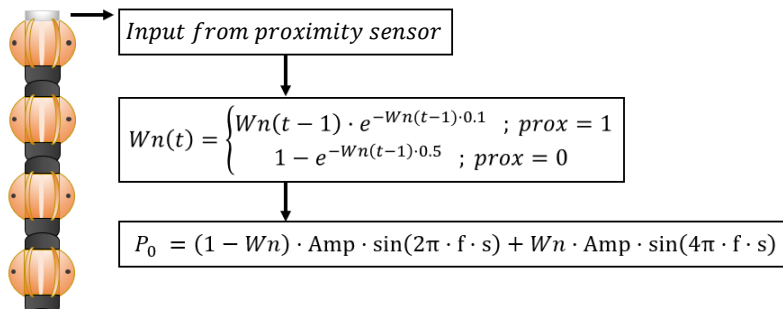 Input from proximity sensor
Wn(t) = {Wn(t − 1) · e^{−Wn(t−1)·0.1} ; prox = 1
1 − e^{−Wn(t−1)·0.5} ; prox = 0
P₀ = (1 − Wn) · Amp · sin(2π · f · s) + Wn · Amp · sin(4π · f · s)